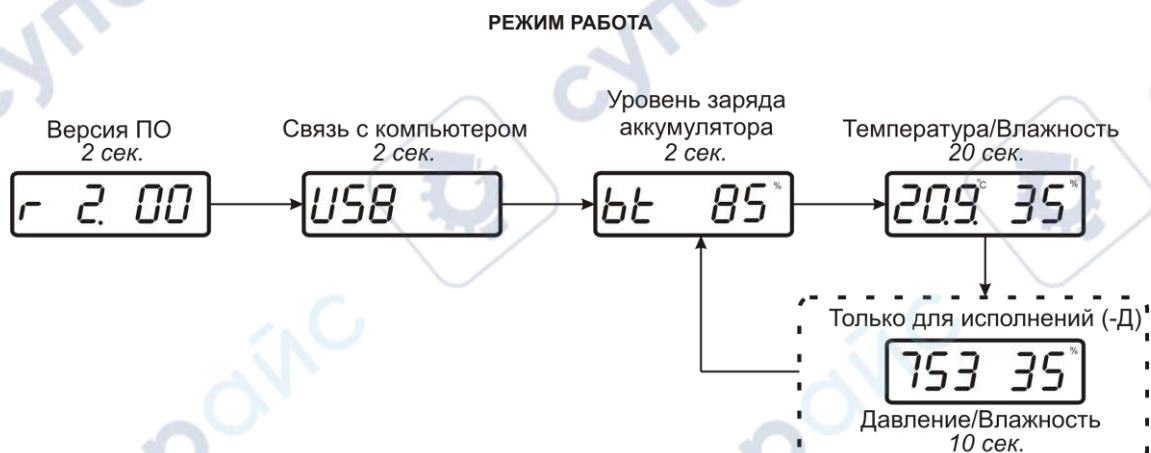 РЕЖИМ РАБОТА
Версия ПО
2 сек.
r 2. 00
Связь с компьютером
2 сек.
USB
Уровень заряда
аккумулятора
2 сек.
bt 85 %
Температура/Влажность
20 сек.
20.9. °C 35 %
Только для исполнений (-Д)
753 35 %
Давление/Влажность
10 сек.